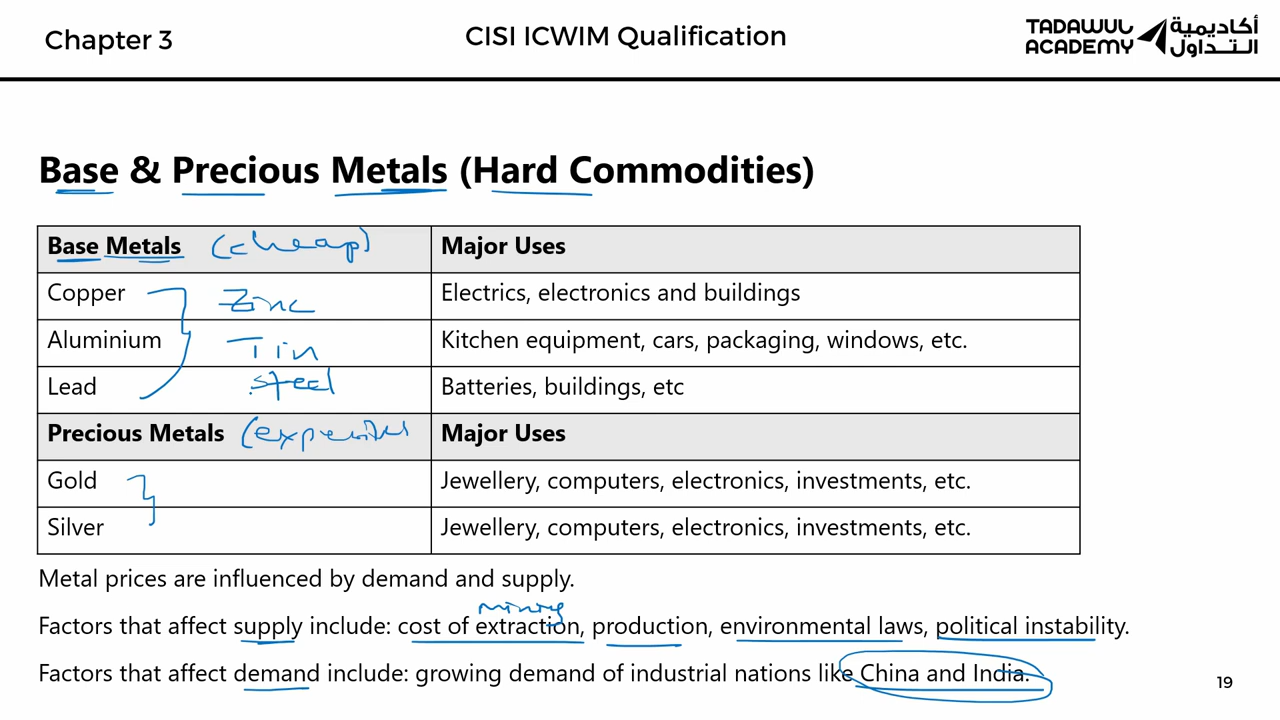 Chapter 3
CISI ICWIM Qualification
TADAWUL ACADEMY
أكاديمية التداول
Base & Precious Metals (Hard Commodities)
Base Metals (cheap) Major Uses
Copper Zinc Electrics, electronics and buildings
Aluminium Tin Kitchen equipment, cars, packaging, windows, etc.
Lead steel Batteries, buildings, etc
Precious Metals Major Uses
Gold Jewellery, computers, electronics, investments, etc.
Silver Jewellery, computers, electronics, investments, etc.
Metal prices are influenced by demand and supply.
mining
Factors that affect supply include: cost of extraction, production, environmental laws, political instability.
Factors that affect demand include: growing demand of industrial nations like China and India.
19